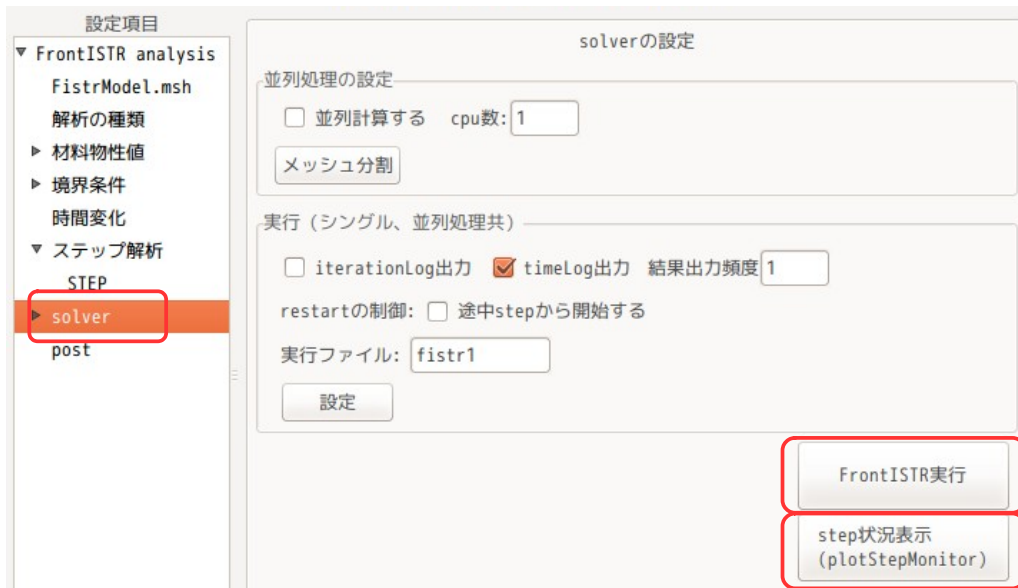 設定項目
FrontISTR analysis
FistrModel.msh
解析の種類
材料物性値
境界条件
時間変化
ステップ解析
STEP
solver
post
solverの設定
並列処理の設定
並列計算する cpu数: 1
メッシュ分割
実行 (シングル、並列処理共)
iterationLog出力 timeLog出力 結果出力頻度 1
restartの制御: 途中stepから開始する
実行ファイル: fistr1
設定
FrontISTR実行
step状況表示
(plotStepMonitor)